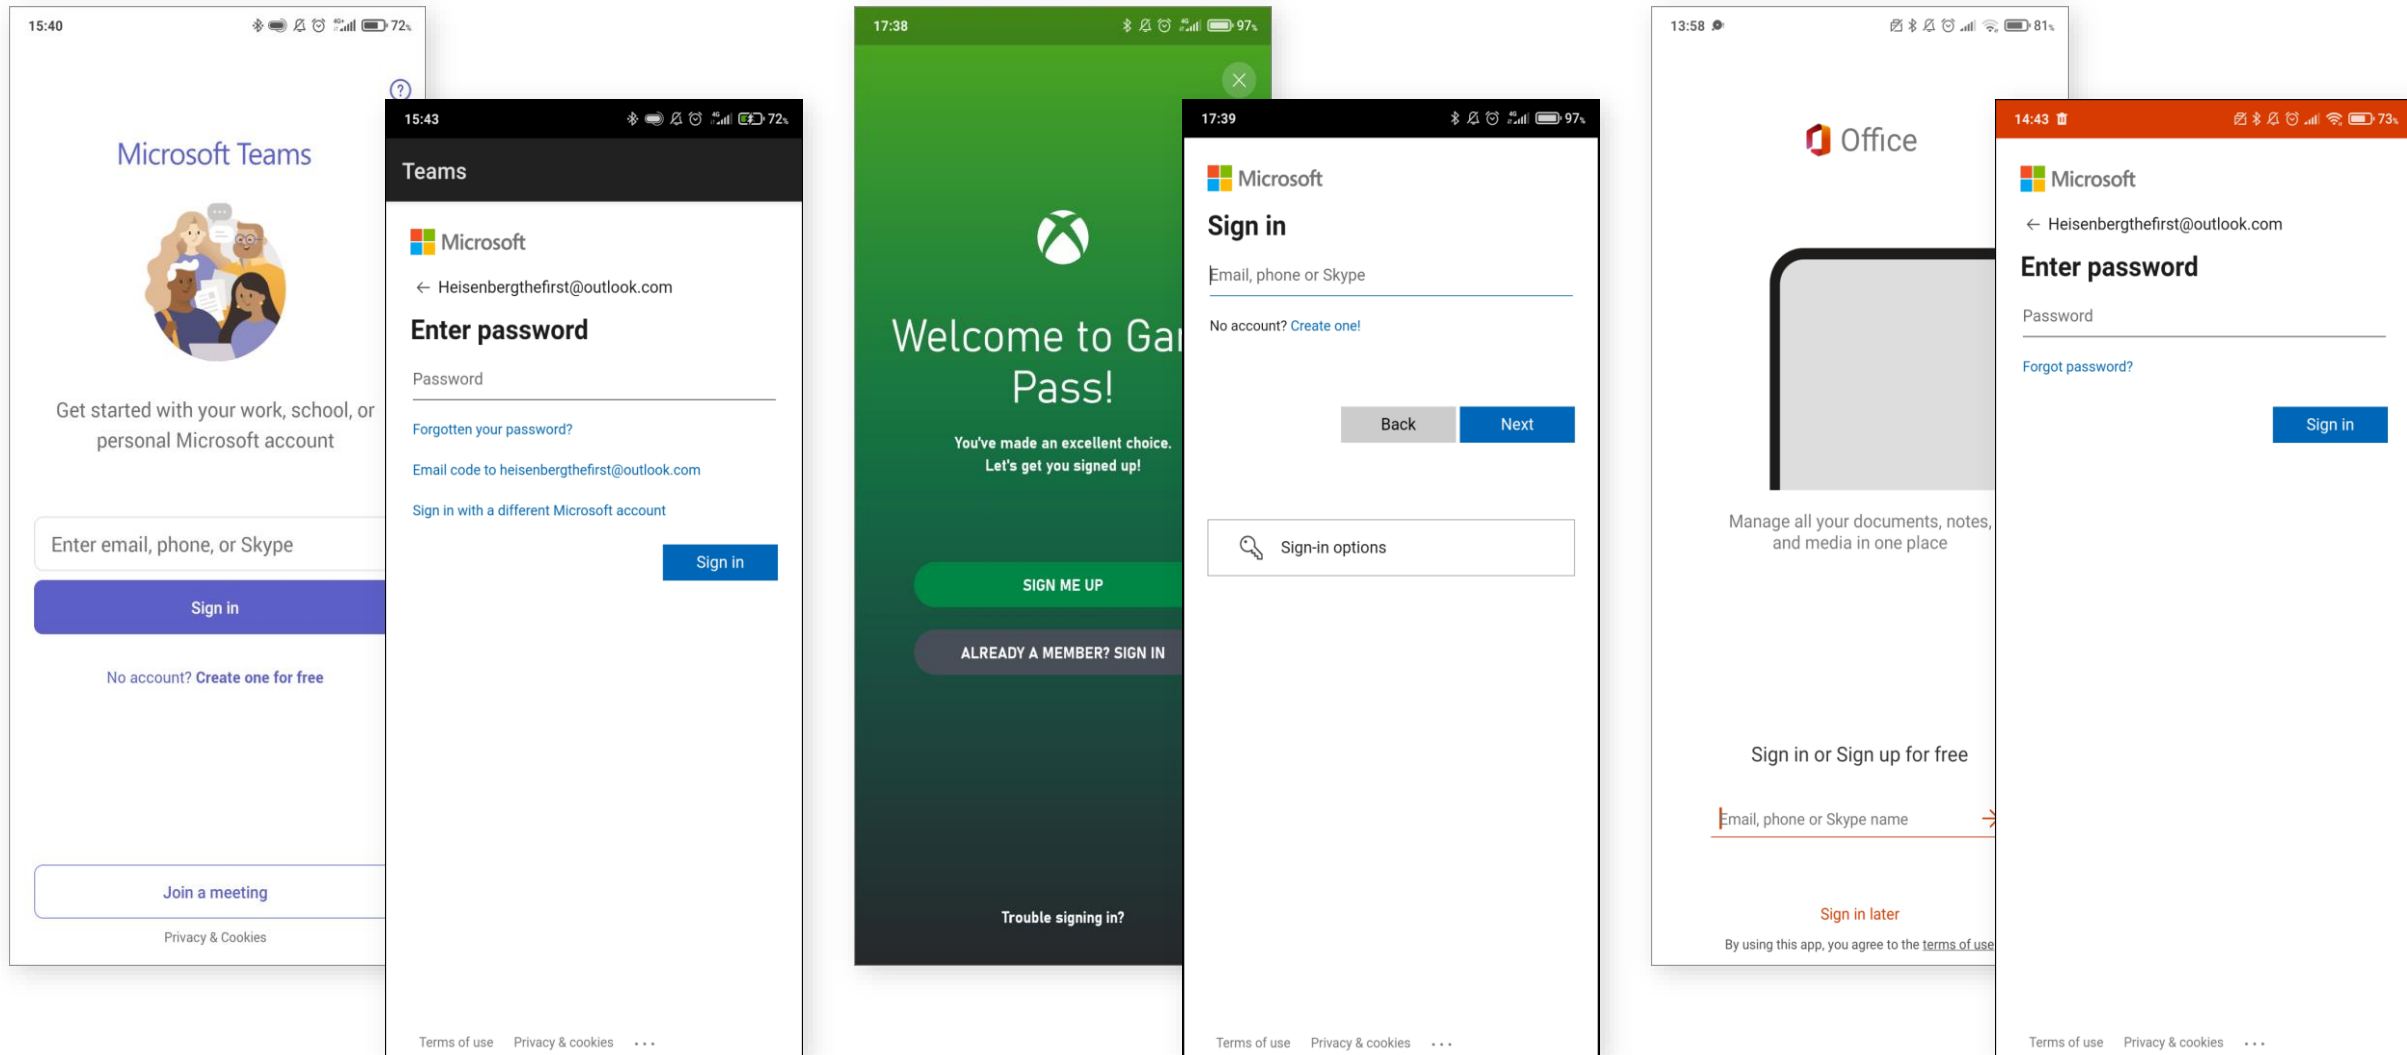 15:40
72%
Microsoft Teams
Get started with your work, school, or
personal Microsoft account
Enter email, phone, or Skype
Sign in
No account? Create one for free
Join a meeting
Privacy & Cookies
15:43
72%
Teams
Microsoft
← Heisenbergthefirst@outlook.com
Enter password
Password
Forgotten your password?
Email code to heisenbergthefirst@outlook.com
Sign in with a different Microsoft account
Sign in
Terms of use Privacy & cookies ...
17:38
97%
Welcome to Ga
Pass!
You've made an excellent choice.
Let's get you signed up!
SIGN ME UP
ALREADY A MEMBER? SIGN IN
Trouble signing in?
17:39
4G
97%
Microsoft
Sign in
Email, phone or Skype
No account? Create one!
Back
Next
Sign-in options
Terms of use Privacy & cookies ...
13:58
81%
Office
Manage all your documents, notes,
and media in one place
Sign in or Sign up for free
Email, phone or Skype name
Sign in later
By using this app, you agree to the terms of use
14:43
73%
Microsoft
← Heisenbergthefirst@outlook.com
Enter password
Password
Forgot password?
Sign in
Terms of use Privacy & cookies ...